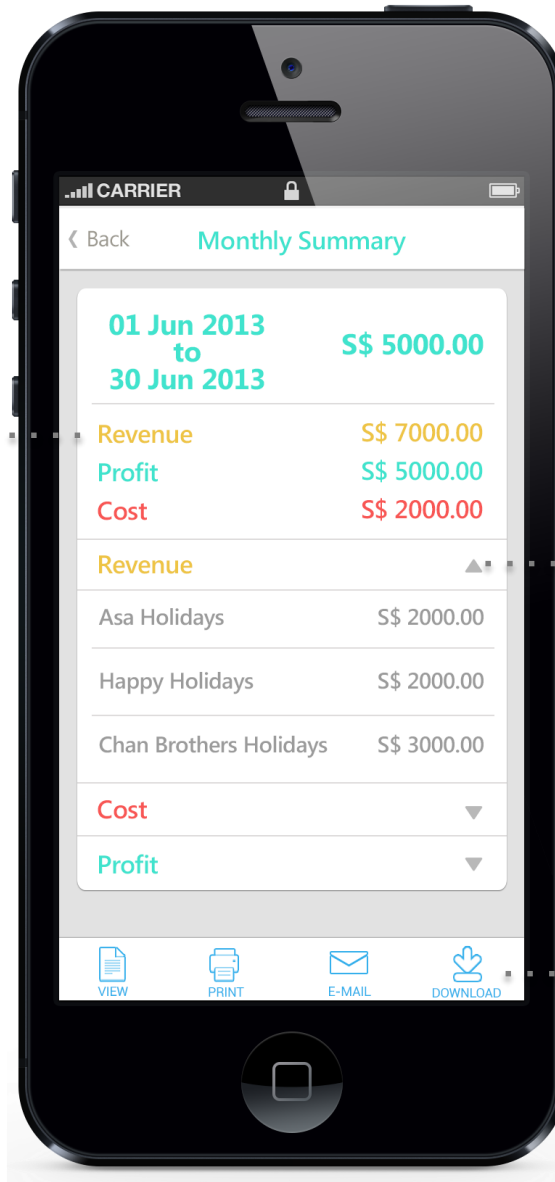 CARRIER
Back Monthly Summary
01 Jun 2013
to
30 Jun 2013
S$ 5000.00
Revenue S$ 7000.00
Profit S$ 5000.00
Cost S$ 2000.00
Revenue
Asa Holidays S$ 2000.00
Happy Holidays S$ 2000.00
Chan Brothers Holidays S$ 3000.00
Cost
Profit
VIEW PRINT E-MAIL DOWNLOAD